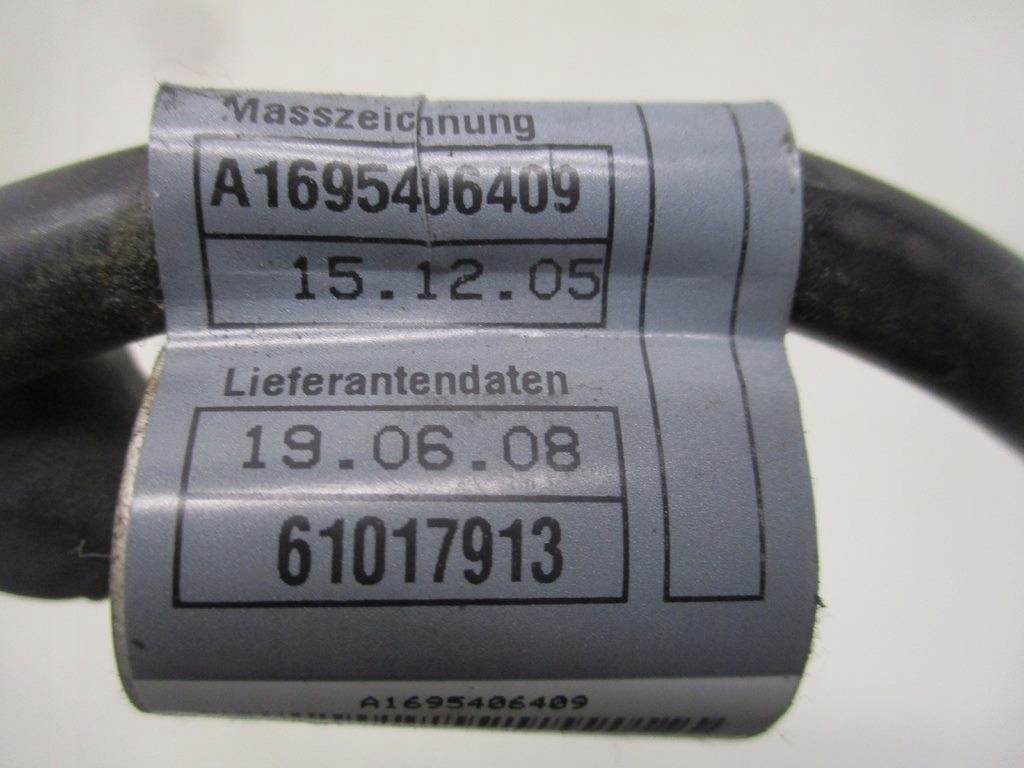 Masszeichnung
A1695406409
15.12.05
Lieferantendaten
19.06.08
61017913
A1695406409